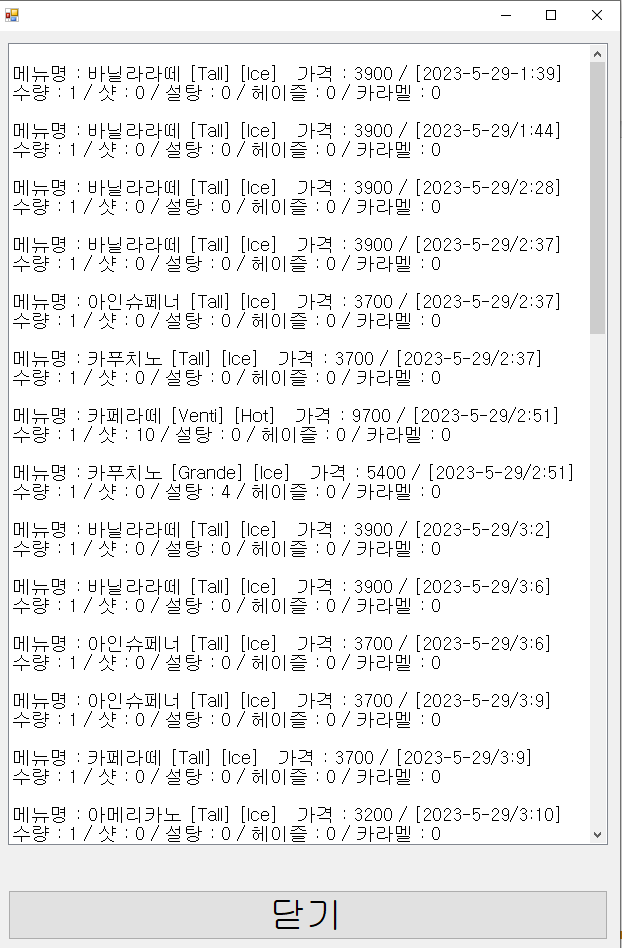 메뉴명 : 바닐라라떼 [Tall] [Ice] 가격 : 3900 / [2023-5-29-1:39]
수량 : 1 / 샷 : 0 / 설탕 : 0 / 헤이즐 : 0 / 카라멜 : 0
메뉴명 : 바닐라라떼 [Tall] [Ice] 가격 : 3900 / [2023-5-29/1:44]
수량 : 1 / 샷 : 0 / 설탕 : 0 / 헤이즐 : 0 / 카라멜 : 0
메뉴명 : 바닐라라떼 [Tall] [Ice] 가격 : 3900 / [2023-5-29/2:28]
수량 : 1 / 샷 : 0 / 설탕 : 0 / 헤이즐 : 0 / 카라멜 : 0
메뉴명 : 바닐라라떼 [Tall] [Ice] 가격 : 3900 / [2023-5-29/2:37]
수량 : 1 / 샷 : 0 / 설탕 : 0 / 헤이즐 : 0 / 카라멜 : 0
메뉴명 : 아인슈페너 [Tall] [Ice] 가격 : 3700 / [2023-5-29/2:37]
수량 : 1 / 샷 : 0 / 설탕 : 0 / 헤이즐 : 0 / 카라멜 : 0
메뉴명 : 카푸치노 [Tall] [Ice] 가격 : 3700 / [2023-5-29/2:37]
수량 : 1 / 샷 : 0 / 설탕 : 0 / 헤이즐 : 0 / 카라멜 : 0
메뉴명 : 카페라떼 [Venti] [Hot] 가격 : 9700 / [2023-5-29/2:51]
수량 : 1 / 샷 : 10 / 설탕 : 0 / 헤이즐 : 0 / 카라멜 : 0
메뉴명 : 카푸치노 [Grande] [Ice] 가격 : 5400 / [2023-5-29/2:51]
수량 : 1 / 샷 : 0 / 설탕 : 4 / 헤이즐 : 0 / 카라멜 : 0
메뉴명 : 바닐라라떼 [Tall] [Ice] 가격 : 3900 / [2023-5-29/3:2]
수량 : 1 / 샷 : 0 / 설탕 : 0 / 헤이즐 : 0 / 카라멜 : 0
메뉴명 : 바닐라라떼 [Tall] [Ice] 가격 : 3900 / [2023-5-29/3:6]
수량 : 1 / 샷 : 0 / 설탕 : 0 / 헤이즐 : 0 / 카라멜 : 0
메뉴명 : 아인슈페너 [Tall] [Ice] 가격 : 3700 / [2023-5-29/3:6]
수량 : 1 / 샷 : 0 / 설탕 : 0 / 헤이즐 : 0 / 카라멜 : 0
메뉴명 : 아인슈페너 [Tall] [Ice] 가격 : 3700 / [2023-5-29/3:9]
수량 : 1 / 샷 : 0 / 설탕 : 0 / 헤이즐 : 0 / 카라멜 : 0
메뉴명 : 카페라떼 [Tall] [Ice] 가격 : 3700 / [2023-5-29/3:9]
수량 : 1 / 샷 : 0 / 설탕 : 0 / 헤이즐 : 0 / 카라멜 : 0
메뉴명 : 아메리카노 [Tall] [Ice] 가격 : 3200 / [2023-5-29/3:10]
수량 : 1 / 샷 : 0 / 설탕 : 0 / 헤이즐 : 0 / 카라멜 : 0
닫기